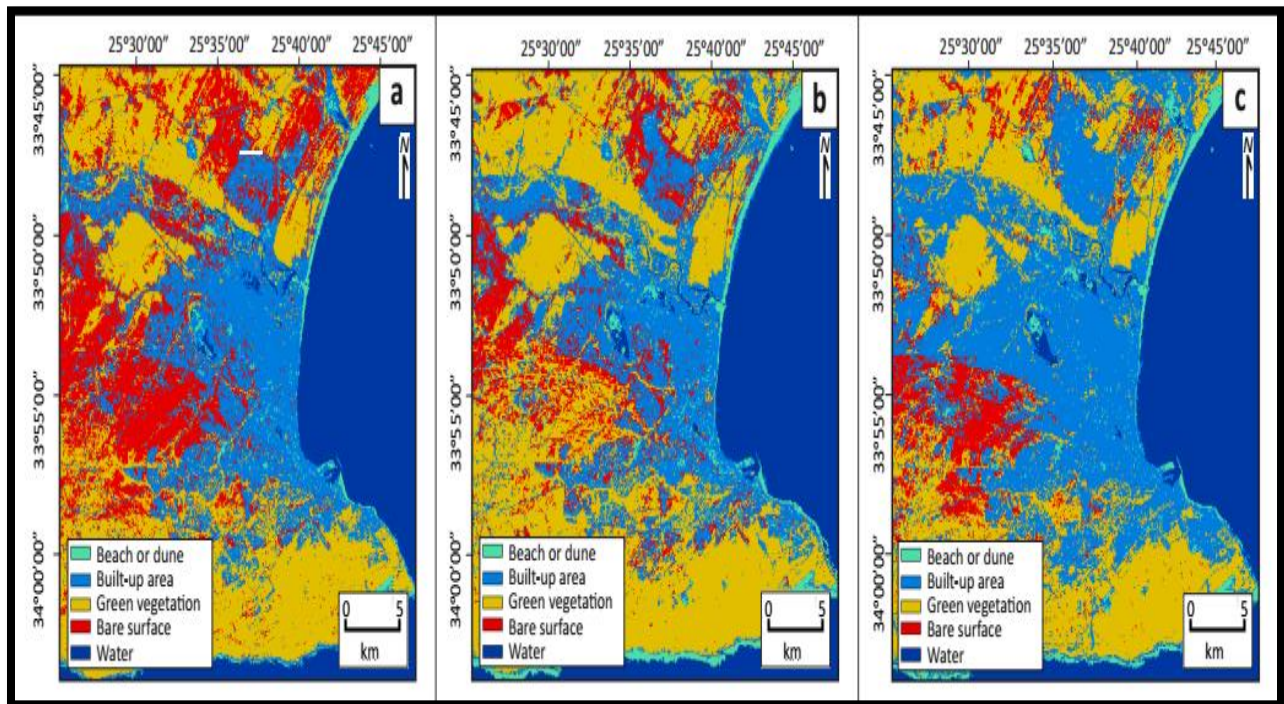 25°30'00" 25°35'00" 25°40'00" 25°45'00"
a
N
33°45'00"
33°50'00"
33°55'00"
34°00'00"
Beach or dune
Built-up area
Green vegetation
Bare surface
Water
0 5
km
25°30'00" 25°35'00" 25°40'00" 25°45'00"
b
N
33°45'00"
33°50'00"
33°55'00"
34°00'00"
Beach or dune
Built-up area
Green vegetation
Bare surface
Water
0 5
km
25°30'00" 25°35'00" 25°40'00" 25°45'00"
c
N
33°45'00"
33°50'00"
33°55'00"
34°00'00"
Beach or dune
Built-up area
Green vegetation
Bare surface
Water
0 5
km